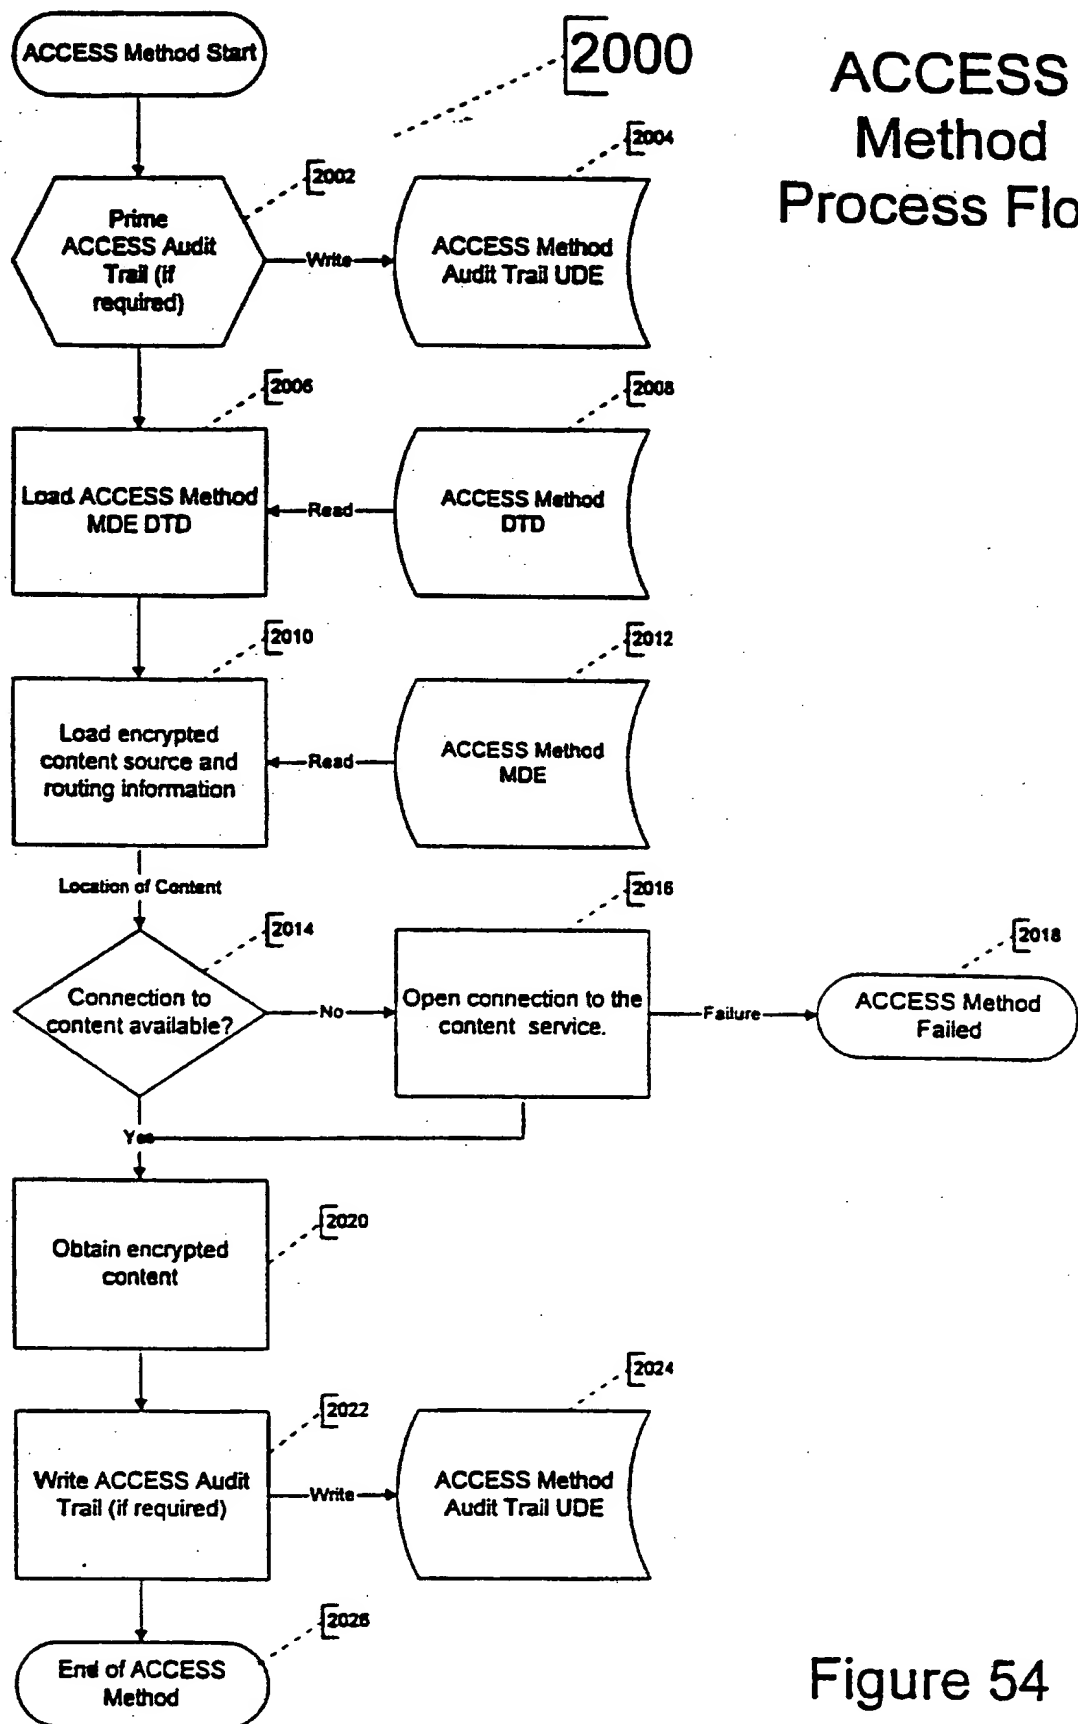 ACCESS Method Start
2000
ACCESS
Method
Process Flo
2002
2004
Prime
ACCESS Audit
Trail (if
required)
Write
ACCESS Method
Audit Trail UDE
2006
2008
Load ACCESS Method
MDE DTD
Read
ACCESS Method
DTD
2010
2012
Load encrypted
content source and
routing information
Read
ACCESS Method
MDE
Location of Content
2014
2016
2018
Connection to
content available?
No
Open connection to the
content service.
Failure
ACCESS Method
Failed
Yes
2020
Obtain encrypted
content
2022
2024
Write ACCESS Audit
Trail (if required)
Write
ACCESS Method
Audit Trail UDE
2026
End of ACCESS
Method
Figure 54